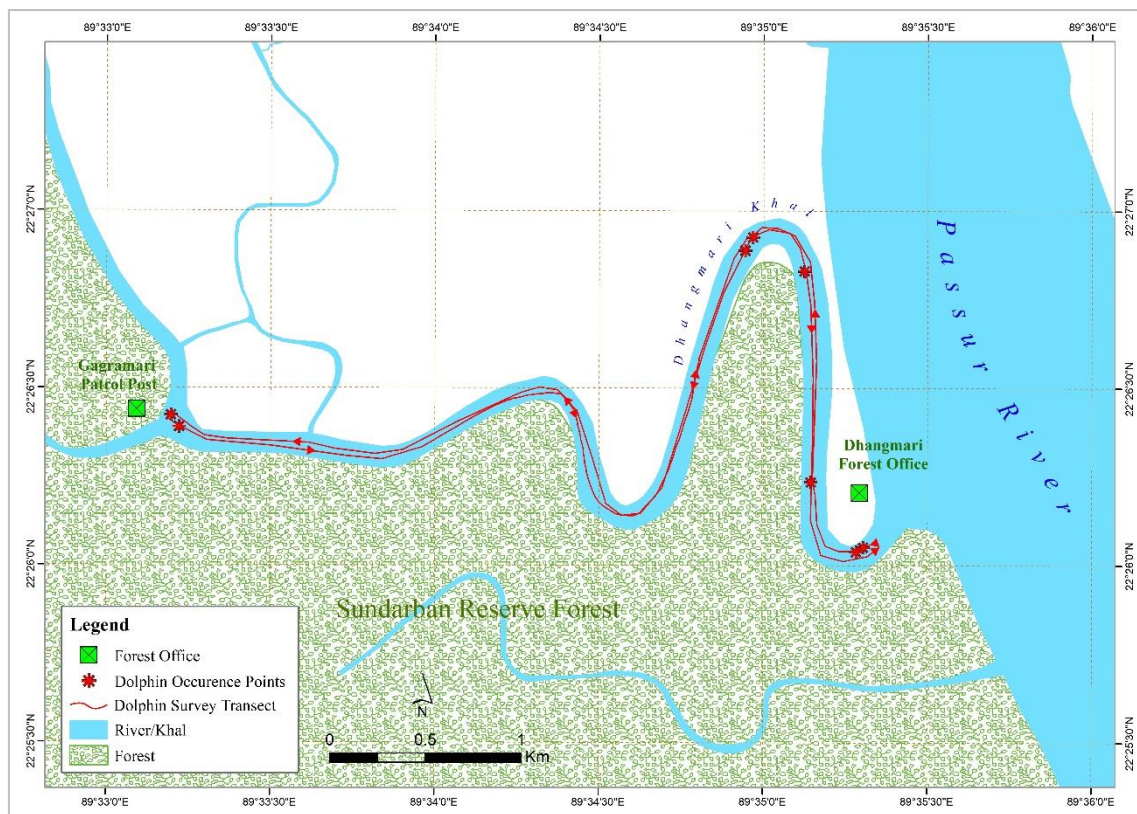 89°33'0"E 89°33'30"E 89°34'0"E 89°34'30"E 89°35'0"E 89°35'30"E 89°36'0"E
22°27'0"N 22°27'0"N
Dhangmari Khal
Passur River
22°26'30"N 22°26'30"N
Gagramari
Patrol Post
Dhangmari
Forest Office
22°26'0"N 22°26'0"N
Sundarban Reserve Forest
Legend
Forest Office
Dolphin Occurence Points
Dolphin Survey Transect
River/Khal
Forest
N
0 0.5 1
Km
22°25'30"N 22°25'30"N
89°33'0"E 89°33'30"E 89°34'0"E 89°34'30"E 89°35'0"E 89°35'30"E 89°36'0"E